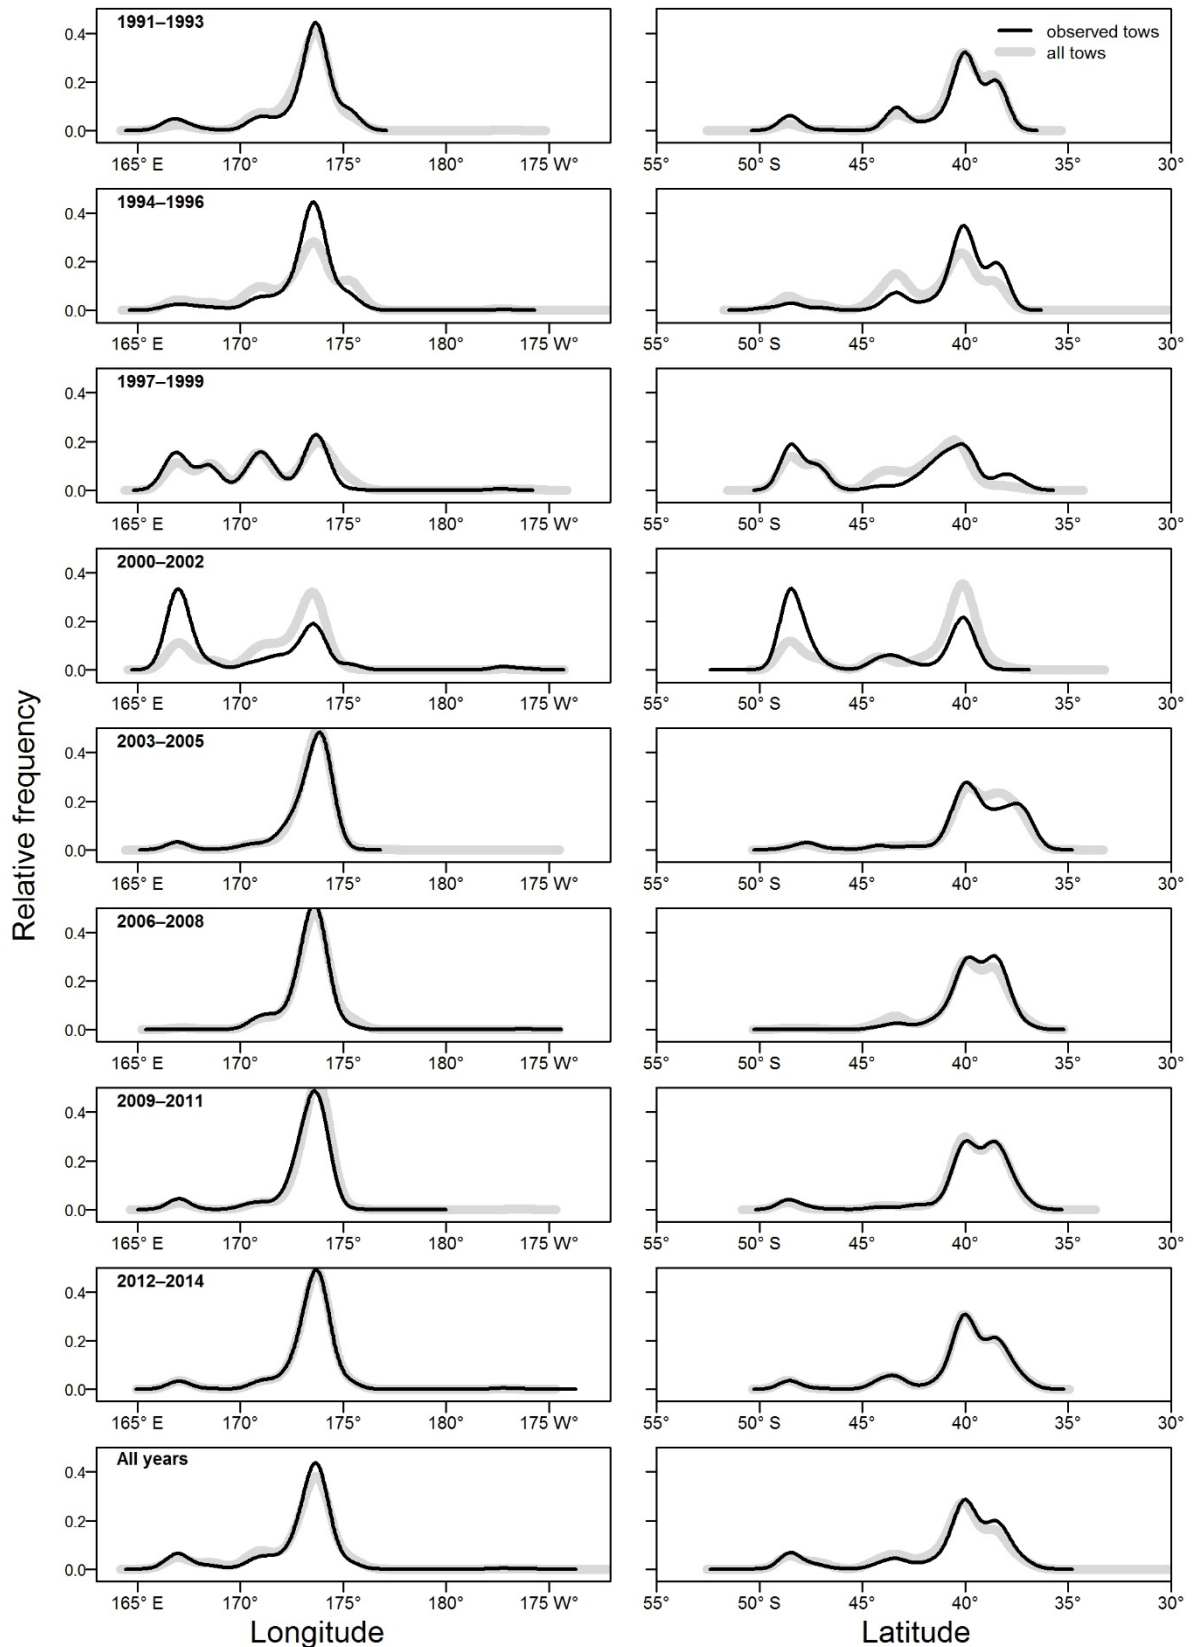 Relative frequency
1991–1993
observed tows
all tows
0.4
0.2
0.0
165° E 170° 175° 180° 175 W°
55° 50° S 45° 40° 35° 30°
1994–1996
0.4
0.2
0.0
165° E 170° 175° 180° 175 W°
55° 50° S 45° 40° 35° 30°
1997–1999
0.4
0.2
0.0
165° E 170° 175° 180° 175 W°
55° 50° S 45° 40° 35° 30°
2000–2002
0.4
0.2
0.0
165° E 170° 175° 180° 175 W°
55° 50° S 45° 40° 35° 30°
2003–2005
0.4
0.2
0.0
165° E 170° 175° 180° 175 W°
55° 50° S 45° 40° 35° 30°
2006–2008
0.4
0.2
0.0
165° E 170° 175° 180° 175 W°
55° 50° S 45° 40° 35° 30°
2009–2011
0.4
0.2
0.0
165° E 170° 175° 180° 175 W°
55° 50° S 45° 40° 35° 30°
2012–2014
0.4
0.2
0.0
165° E 170° 175° 180° 175 W°
55° 50° S 45° 40° 35° 30°
All years
0.4
0.2
0.0
165° E 170° 175° 180° 175 W°
55° 50° S 45° 40° 35° 30°
Longitude
Latitude